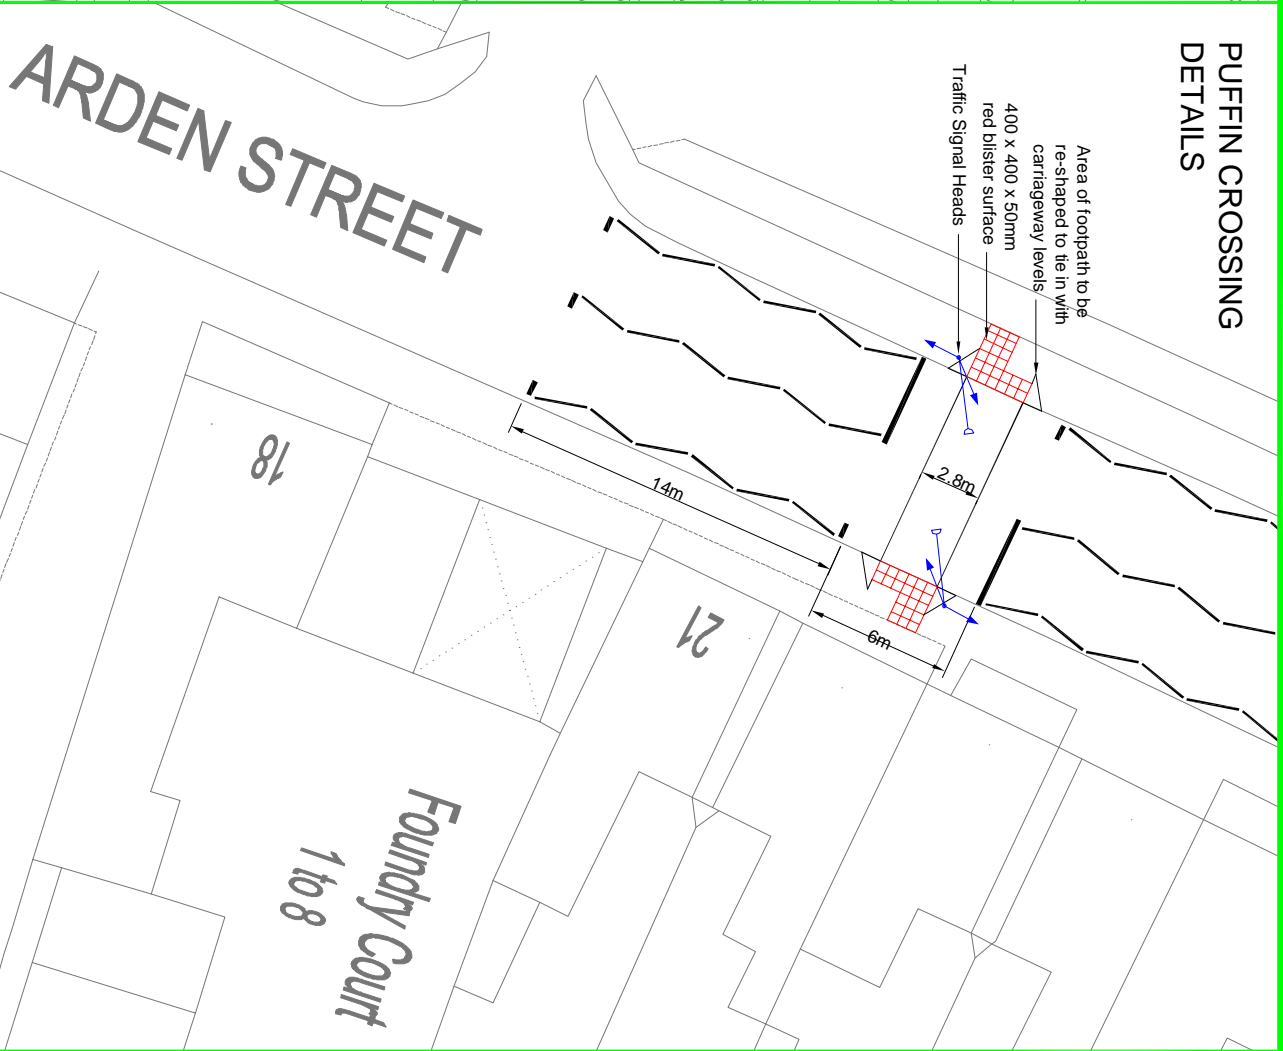 PUFFIN CROSSING
DETAILS
Area of footpath to be
re-shaped to tie in with
carriageway levels
400 x 400 x 50mm
red blister surface
Traffic Signal Heads
ARDEN STREET
2.8m
14m
6m
18
21
Foundry Court
1 to 8